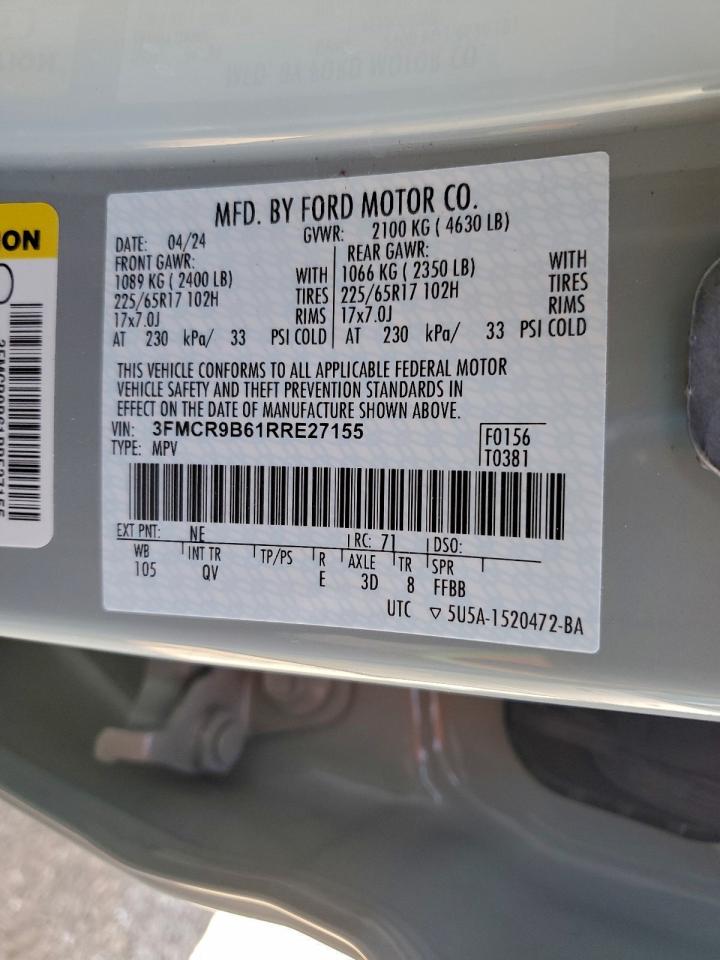 MFD. BY FORD MOTOR CO.
DATE: 04/24 GVWR: 2100 KG ( 4630 LB)
FRONT GAWR: REAR GAWR:
1089 KG ( 2400 LB) WITH 1066 KG ( 2350 LB) WITH
225/65R17 102H TIRES 225/65R17 102H TIRES
17x7.0J RIMS 17x7.0J RIMS
AT 230 kPa/ 33 PSI COLD AT 230 kPa/ 33 PSI COLD
THIS VEHICLE CONFORMS TO ALL APPLICABLE FEDERAL MOTOR
VEHICLE SAFETY AND THEFT PREVENTION STANDARDS IN
EFFECT ON THE DATE OF MANUFACTURE SHOWN ABOVE.
VIN: 3FMCR9B61RRE27155 F0156
TYPE: MPV T0381
EXT PNT: NE RC: 71 DSO:
WB INT TR TP/PS R AXLE TR SPR
105 QV E 3D 8 FFBB
UTC ▽ 5U5A-1520472-BA